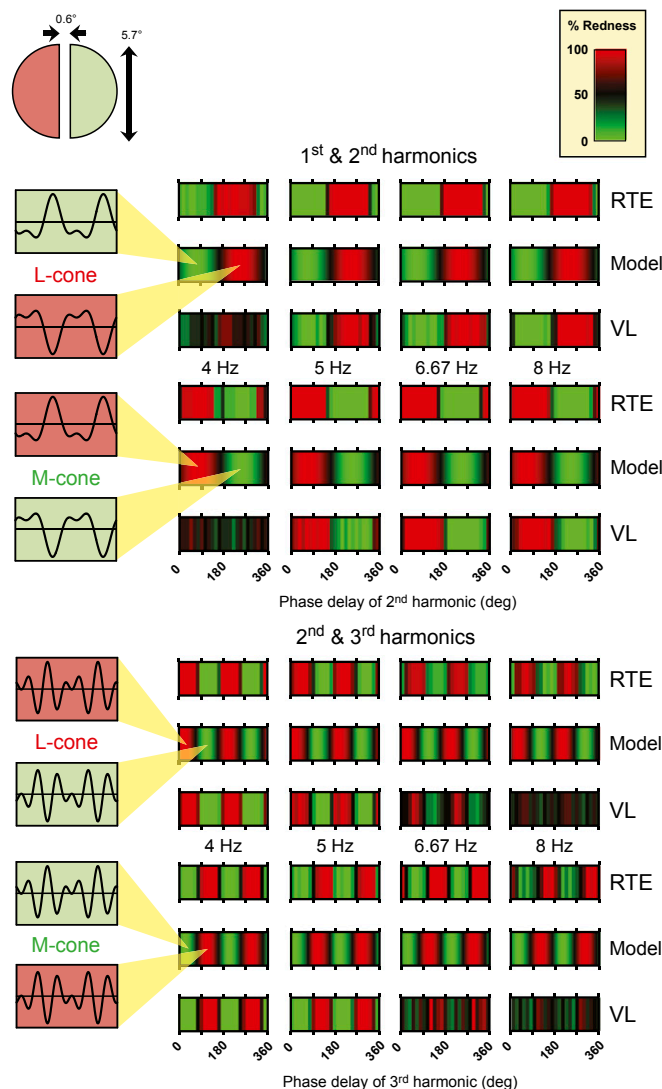 0.6°
5.7°
% Redness
100
50
0
1st & 2nd harmonics
RTE
L-cone
Model
VL
4 Hz 5 Hz 6.67 Hz 8 Hz
RTE
M-cone
Model
VL
0 180 360 0 180 360 0 180 360 0 180 360
Phase delay of 2nd harmonic (deg)
2nd & 3rd harmonics
RTE
L-cone
Model
VL
4 Hz 5 Hz 6.67 Hz 8 Hz
RTE
M-cone
Model
VL
0 180 360 0 180 360 0 180 360 0 180 360
Phase delay of 3rd harmonic (deg)